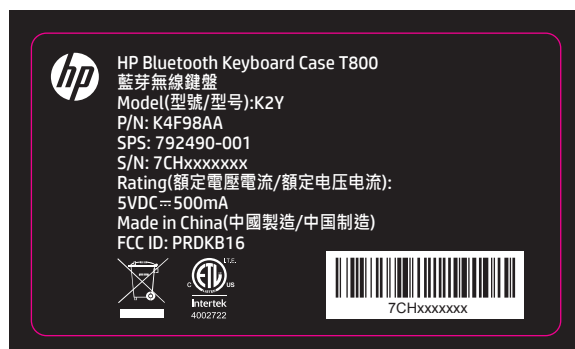 hp
HP Bluetooth Keyboard Case T800
藍芽無線鍵盤
Model(型號/型号):K2Y
P/N: K4F98AA
SPS: 792490-001
S/N: 7CHxxxxxxx
Rating(額定電壓電流/額定电压电流):
5VDC⎓500mA
Made in China(中國製造/中国制造)
FCC ID: PRDKB16
I.T.E.
C ETL US
LISTED
Intertek
4002722
7CHxxxxxxx